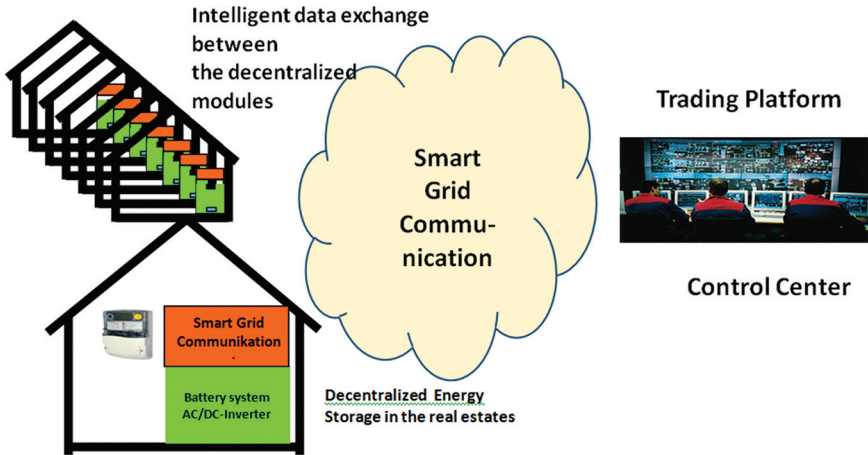 Intelligent data exchange
between
the decentralized
modules
Smart
Grid
Commu-
nication
Trading Platform
Control Center
Smart Grid
Communikation
-
Battery system
AC/DC-Inverter
Decentralized Energy
Storage in the real estates